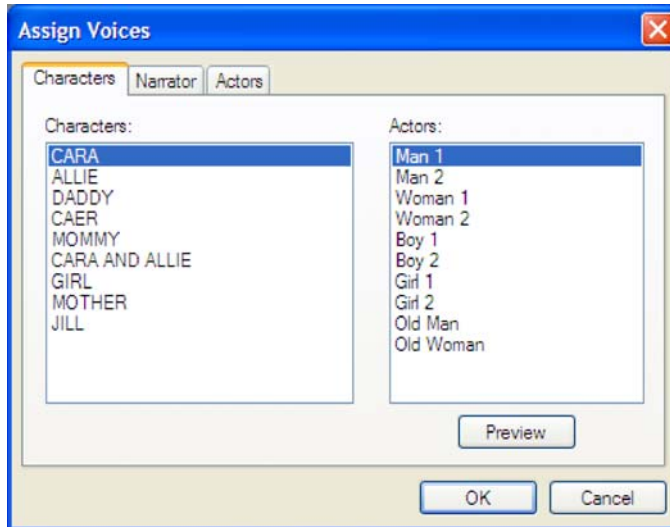 Assign Voices
Characters Narrator Actors
Characters:
CARA
ALLIE
DADDY
CAER
MOMMY
CARA AND ALLIE
GIRL
MOTHER
JILL
Actors:
Man 1
Man 2
Woman 1
Woman 2
Boy 1
Boy 2
Girl 1
Girl 2
Old Man
Old Woman
Preview
OK Cancel